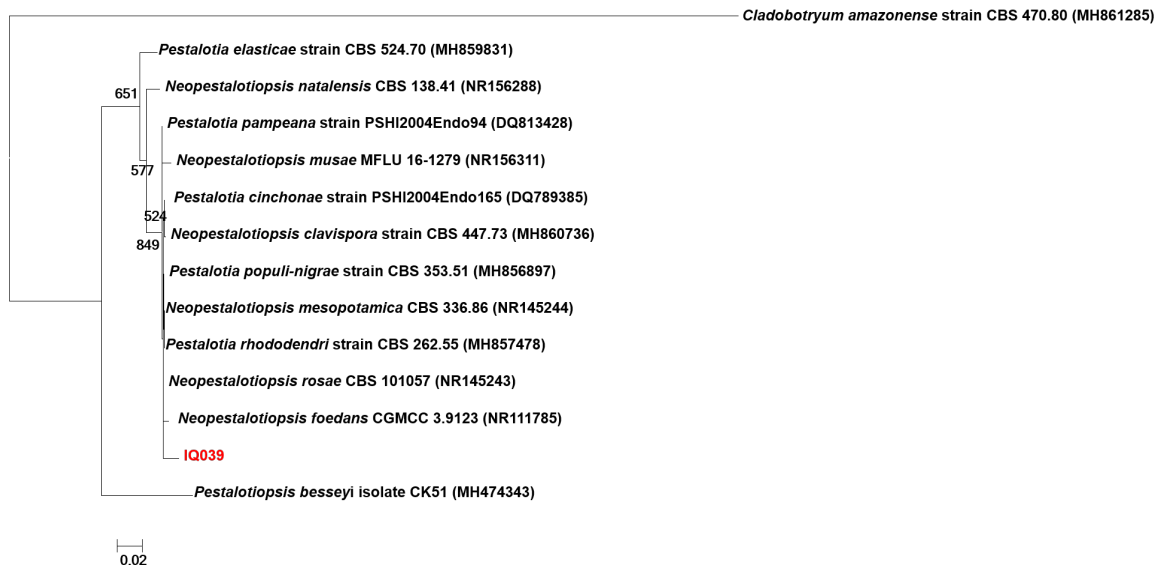 Cladobotryum amazonense strain CBS 470.80 (MH861285)
Pestalotia elasticae strain CBS 524.70 (MH859831)
651
Neopestalotiopsis natalensis CBS 138.41 (NR156288)
Pestalotia pampeana strain PSHI2004Endo94 (DQ813428)
Neopestalotiopsis musae MFLU 16-1279 (NR156311)
577
Pestalotia cinchonae strain PSHI2004Endo165 (DQ789385)
524
Neopestalotiopsis clavispora strain CBS 447.73 (MH860736)
849
Pestalotia populi-nigrae strain CBS 353.51 (MH856897)
Neopestalotiopsis mesopotamica CBS 336.86 (NR145244)
Pestalotia rhododendri strain CBS 262.55 (MH857478)
Neopestalotiopsis rosae CBS 101057 (NR145243)
Neopestalotiopsis foedans CGMCC 3.9123 (NR111785)
IQ039
Pestalotiopsis besseyi isolate CK51 (MH474343)
0.02